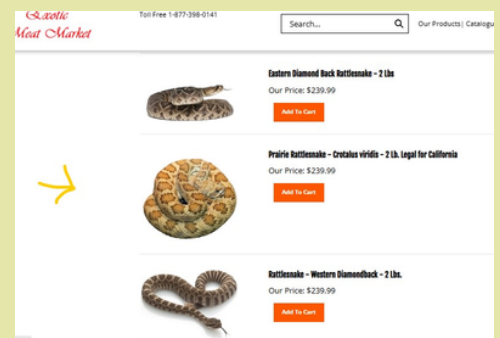 Exotic
Meat Market
Toll Free 1-877-398-0141
Search...
Our Products| Catalogu
Eastern Diamond Back Rattlesnake - 2 Lbs
Our Price: $239.99
Add To Cart
Prairie Rattlesnake - Crotalus viridis - 2 Lb. Legal for California
Our Price: $239.99
Add To Cart
Rattlesnake - Western Diamondback - 2 Lbs.
Our Price: $239.99
Add To Cart